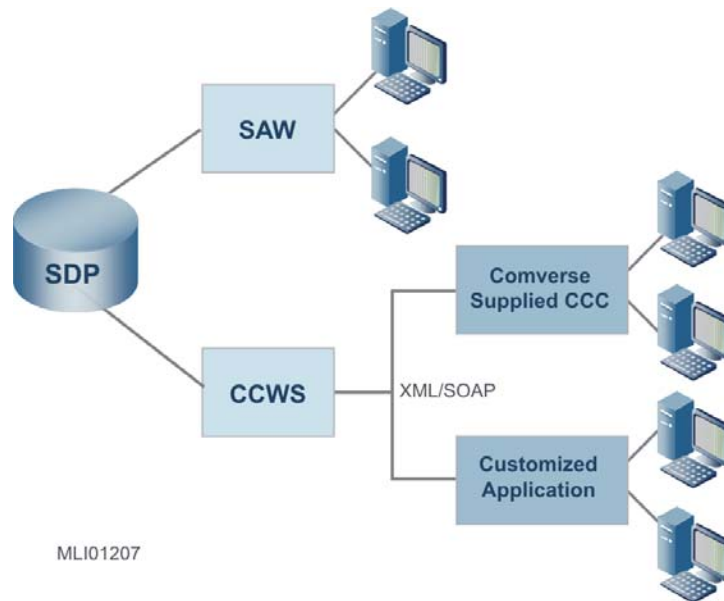 SAW
SDP
Comverse
Supplied CCC
CCWS
XML/SOAP
Customized
Application
MLI01207